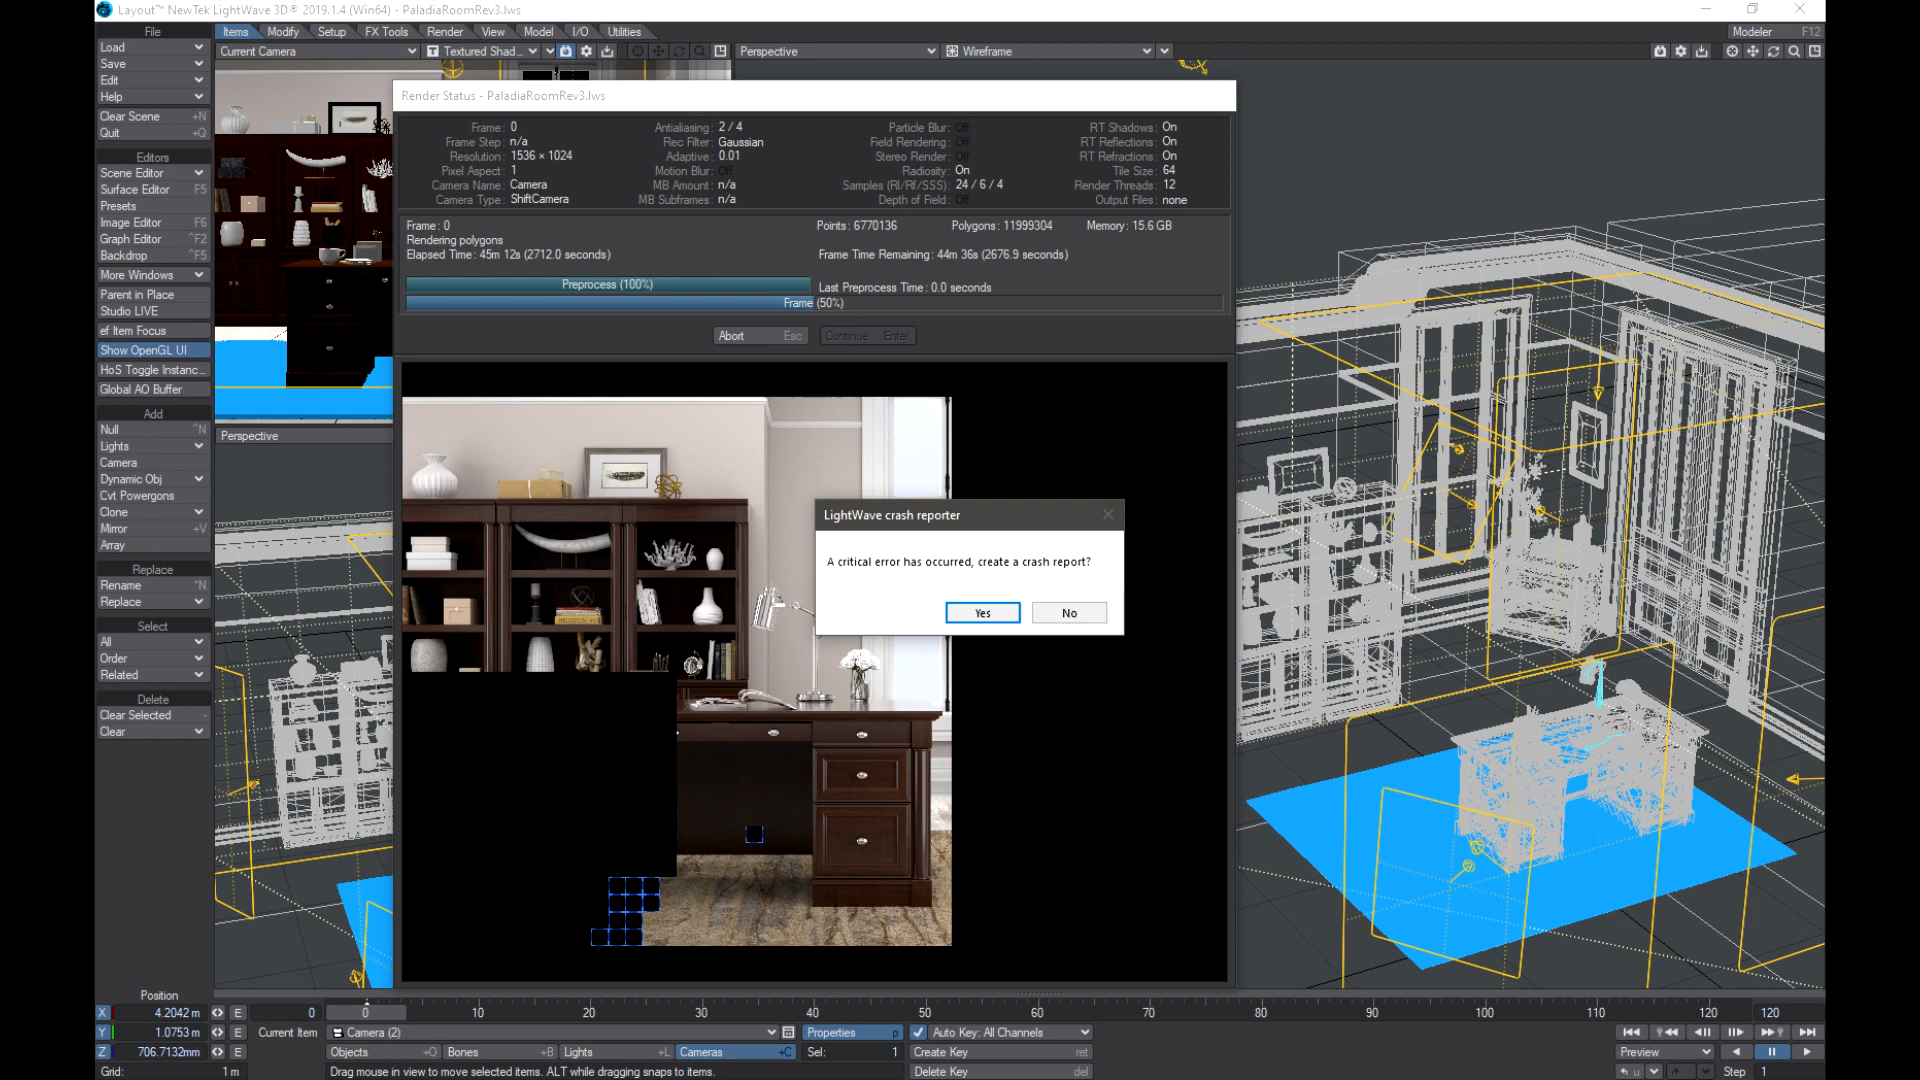 Layout™ NewTek LightWave 3D® 2019.1.4 (Win64) - PaladiaRoomRev3.lws
File
Items Modify Setup FX Tools Render View Model I/O Utilities
Modeler F12
Load
Current Camera
T Textured Shad...
Perspective
Wireframe
Save
Edit
Help
Clear Scene +N
Quit +Q
Editors
Scene Editor
Surface Editor F5
Presets
Image Editor F6
Graph Editor ^F2
Backdrop ^F5
More Windows
Parent in Place
Studio LIVE
ef Item Focus
Show OpenGL UI
HoS Toggle Instanc...
Global AO Buffer
Add
Null ^N
Lights
Camera
Dynamic Obj
Cvt Powergons
Clone
Mirror +V
Array
Replace
Rename ^N
Replace
Select
All
Order
Related
Delete
Clear Selected -
Clear
Perspective
Render Status - PaladiaRoomRev3.lws
Frame: 0
Frame Step: n/a
Resolution: 1536 × 1024
Pixel Aspect: 1
Camera Name: Camera
Camera Type: ShiftCamera
Antialiasing: 2 / 4
Rec Filter: Gaussian
Adaptive: 0.01
Motion Blur: Off
MB Amount: n/a
MB Subframes: n/a
Particle Blur: Off
Field Rendering: Off
Stereo Render: Off
Radiosity: On
Samples (Rl/Rf/SSS): 24 / 6 / 4
Depth of Field: Off
RT Shadows: On
RT Reflections: On
RT Refractions: On
Tile Size: 64
Render Threads: 12
Output Files: none
Frame: 0
Points: 6770136 Polygons: 11999304 Memory: 15.6 GB
Rendering polygons
Elapsed Time: 45m 12s (2712.0 seconds)
Frame Time Remaining: 44m 36s (2676.9 seconds)
Preprocess (100%)
Last Preprocess Time: 0.0 seconds
Frame (50%)
Abort Esc
Continue Enter
LightWave crash reporter
A critical error has occurred, create a crash report?
Yes
No
Position
X 4.2042 m E
Y 1.0753 m E
Z 706.7132mm E
Grid: 1 m
0
0 10 20 30 40 50 60 70 80 90 100 110 120
120
Current Item
Camera (2)
Properties p
Auto Key: All Channels
Objects +O
Bones +B
Lights +L
Cameras +C
Sel: 1
Create Key ret
Drag mouse in view to move selected items. ALT while dragging snaps to items.
Delete Key del
Preview
u
Step 1